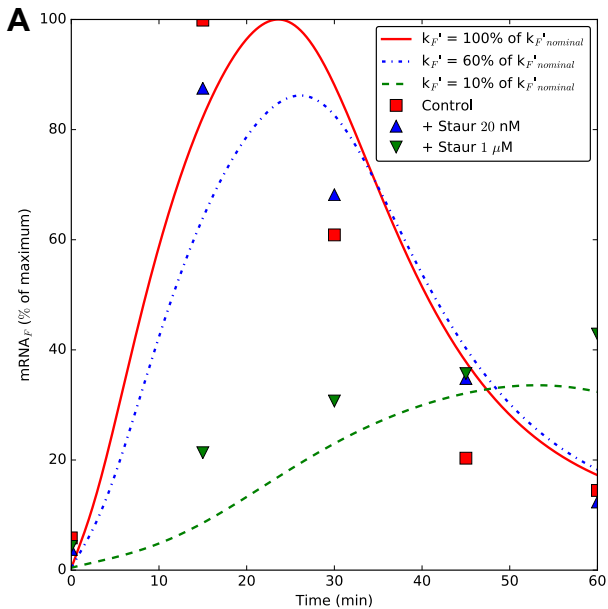 A
k_F' = 100% of k_F'_nominal
k_F' = 60% of k_F'_nominal
k_F' = 10% of k_F'_nominal
Control
+ Staur 20 nM
+ Staur 1 μM
mRNA_F (% of maximum)
100
80
60
40
20
0
0 10 20 30 40 50 60
Time (min)